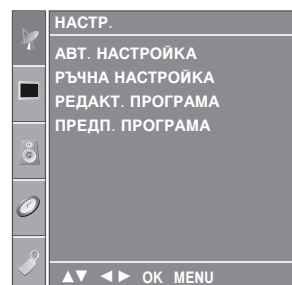 НАСТР.
АВТ. НАСТРОЙКА
РЪЧНА НАСТРОЙКА
РЕДАКТ. ПРОГРАМА
ПРЕДП. ПРОГРАМА
▲▼ ◄► OK MENU